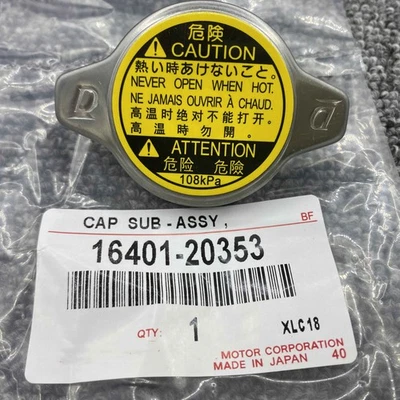 危険
CAUTION
熱い時あけないこと。
NEVER OPEN WHEN HOT.
NE JAMAIS OUVRIR À CHAUD.
高温时绝对不能打开。
高溫時勿開。
ATTENTION
危险 危險
108kPa
CAP SUB-ASSY,
BF
16401-20353
QTY: 1
XLC18
MOTOR CORPORATION
MADE IN JAPAN 40